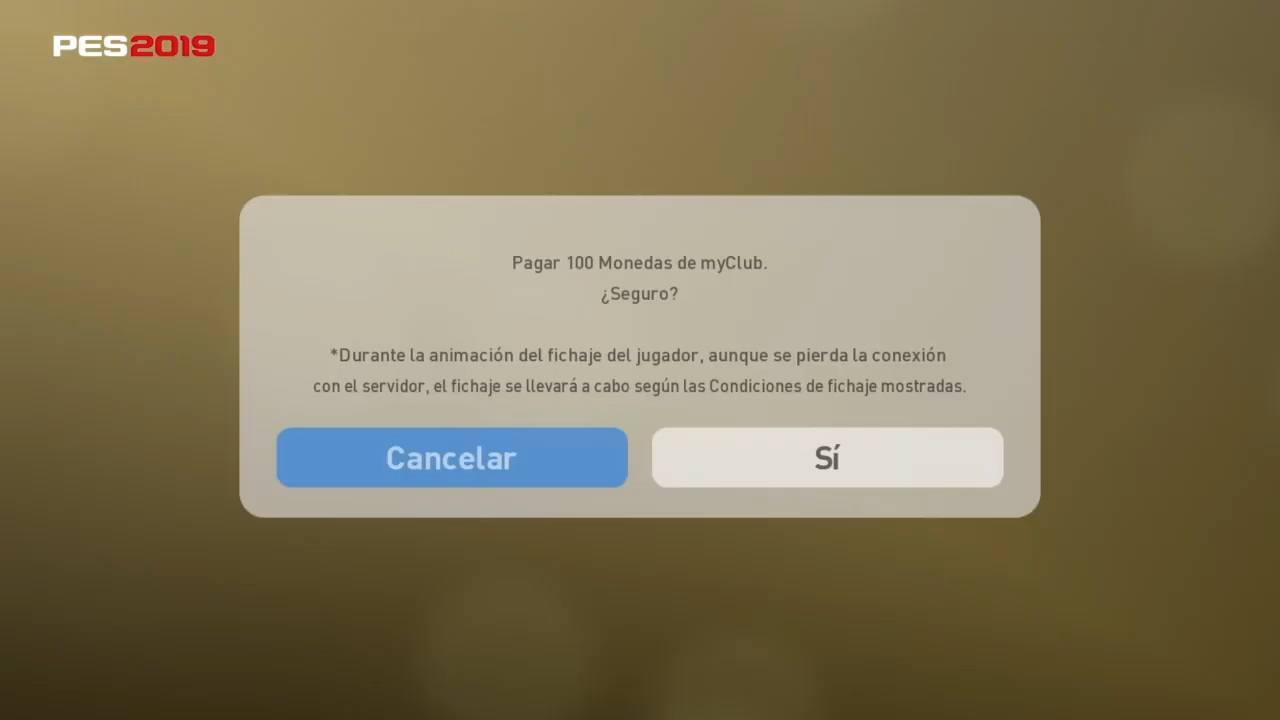 PES2019
Pagar 100 Monedas de myClub.
¿Seguro?
*Durante la animación del fichaje del jugador, aunque se pierda la conexión
con el servidor, el fichaje se llevará a cabo según las Condiciones de fichaje mostradas.
Cancelar
Sí